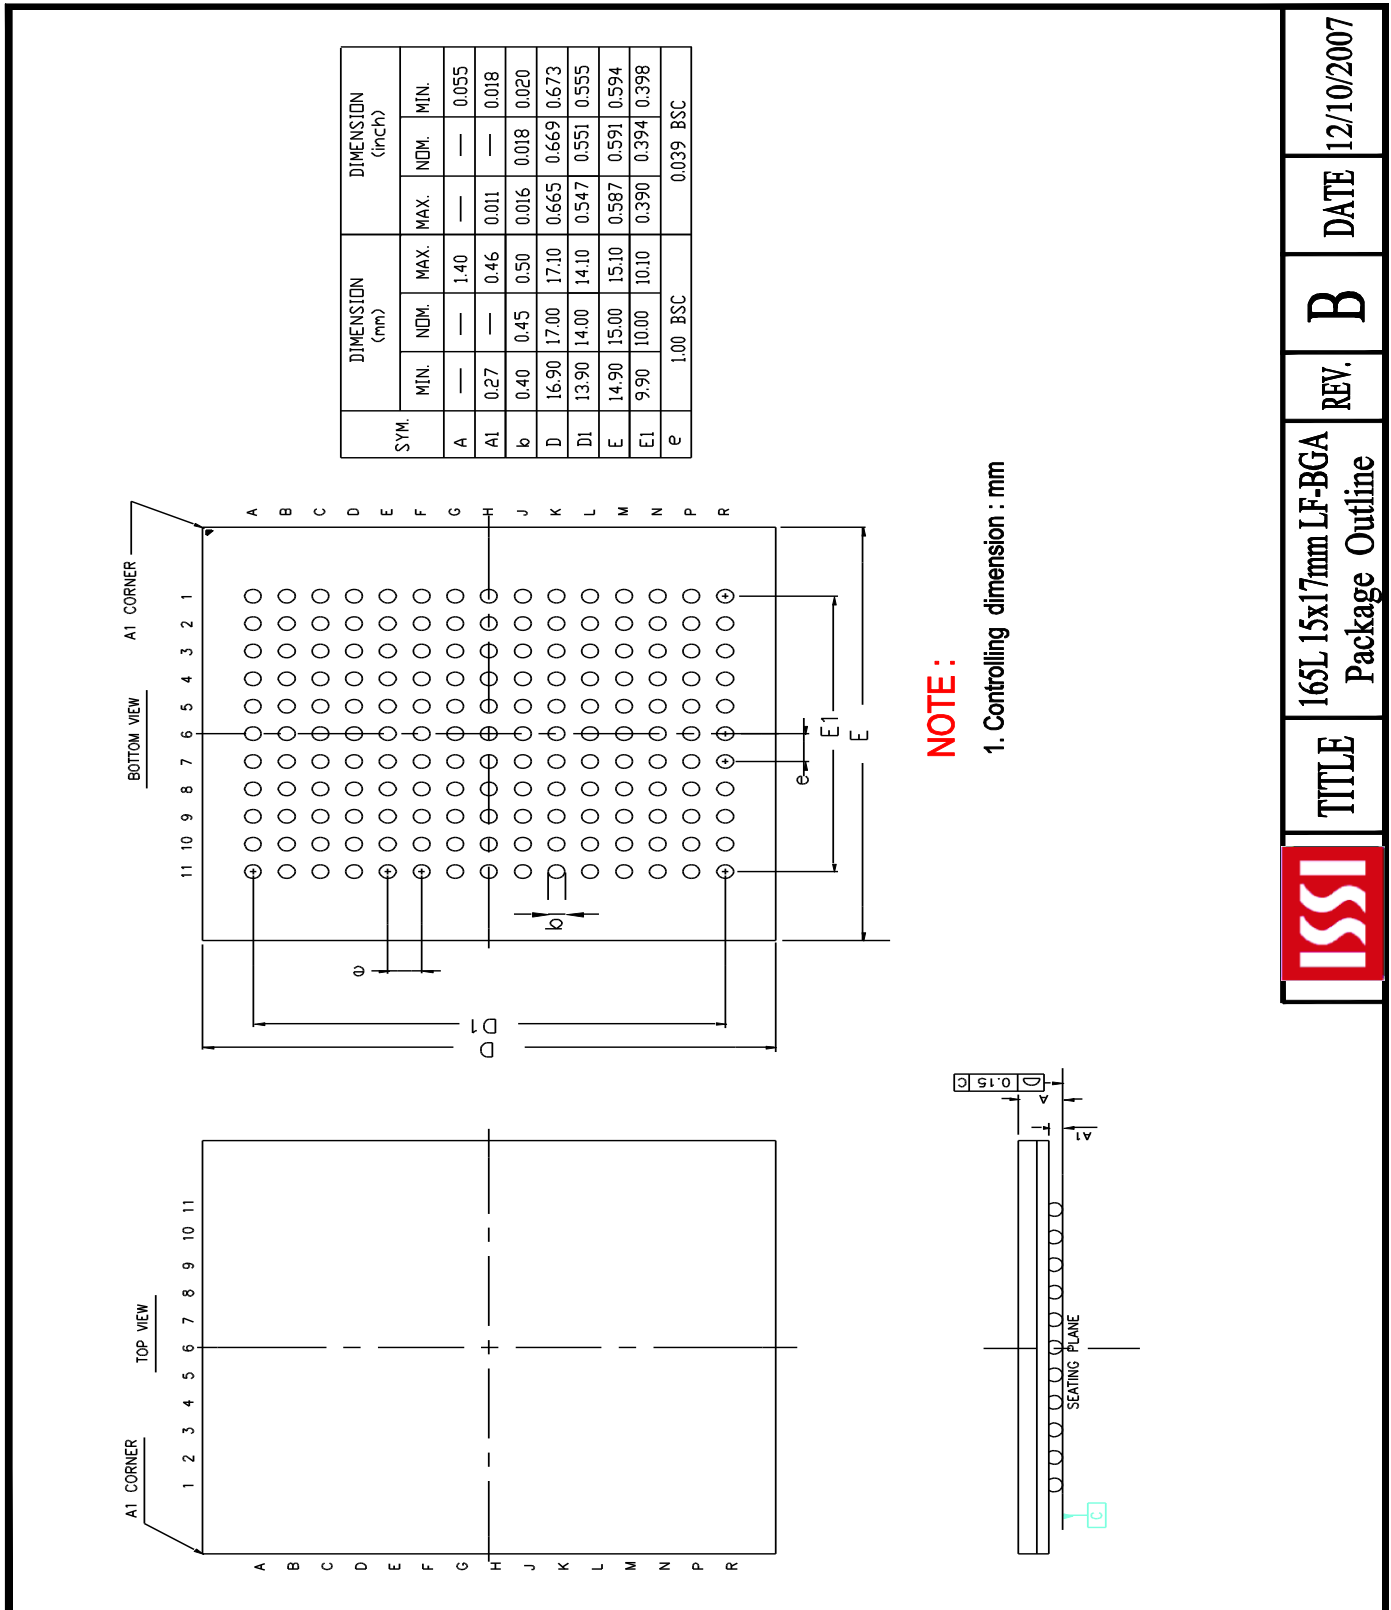 A1 CORNER
TOP VIEW
1 2 3 4 5 6 7 8 9 10 11
A
B
C
D
E
F
G
H
J
K
L
M
N
P
R
BOTTOM VIEW
A1 CORNER
11 10 9 8 7 6 5 4 3 2 1
A
B
C
D
E
F
G
H
J
K
L
M
N
P
R
e
D1
D
b
e
E1
E
SYM. DIMENSION (mm) DIMENSION (inch)
MIN. NOM. MAX. MAX. NOM. MIN.
A — — 1.40 — — 0.055
A1 0.27 — 0.46 0.011 — 0.018
b 0.40 0.45 0.50 0.016 0.018 0.020
D 16.90 17.00 17.10 0.665 0.669 0.673
D1 13.90 14.00 14.10 0.547 0.551 0.555
E 14.90 15.00 15.10 0.587 0.591 0.594
E1 9.90 10.00 10.10 0.390 0.394 0.398
e 1.00 BSC 0.039 BSC
D 0.15 C
A
A1
SEATING PLANE
C
NOTE :
1. Controlling dimension : mm
ISSI
TITLE
165L 15x17mm LF-BGA
Package Outline
REV.
B
DATE
12/10/2007